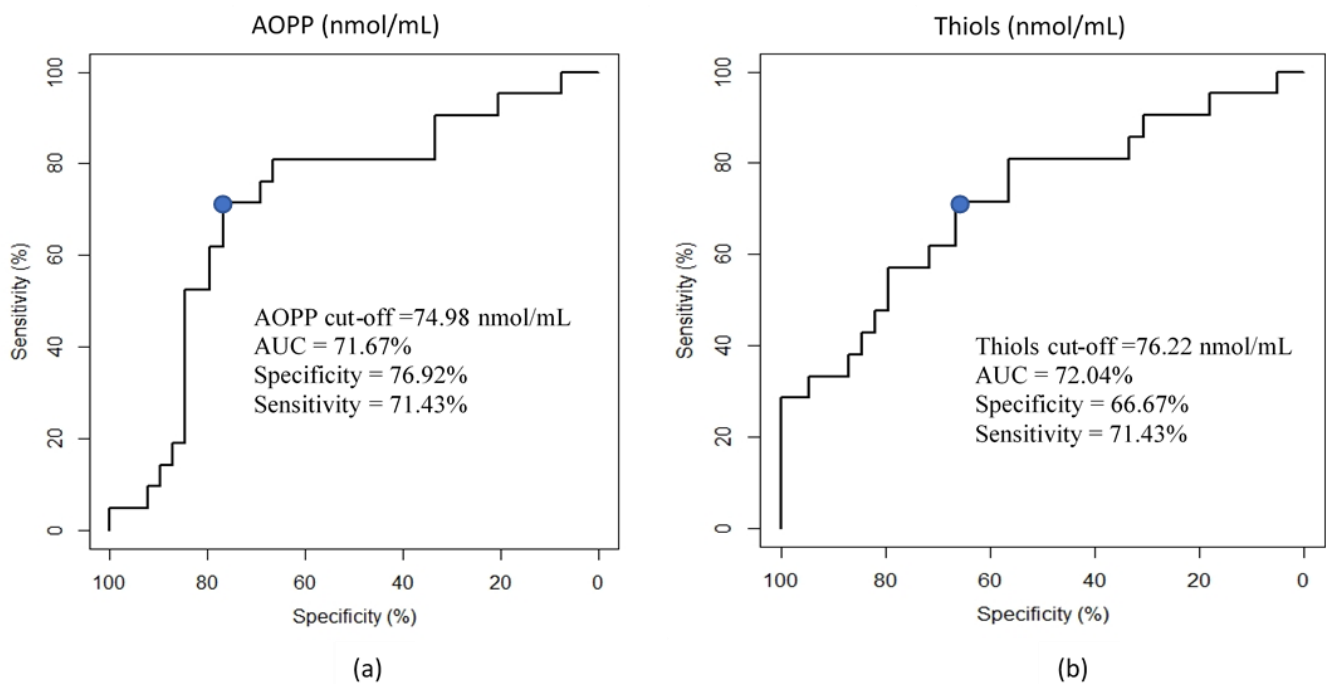 AOPP (nmol/mL)
100
80
60
40
20
0
Sensitivity (%)
AOPP cut-off =74.98 nmol/mL
AUC = 71.67%
Specificity = 76.92%
Sensitivity = 71.43%
100 80 60 40 20 0
Specificity (%)
(a)
Thiols (nmol/mL)
100
80
60
40
20
0
Sensitivity (%)
Thiols cut-off =76.22 nmol/mL
AUC = 72.04%
Specificity = 66.67%
Sensitivity = 71.43%
100 80 60 40 20 0
Specificity (%)
(b)